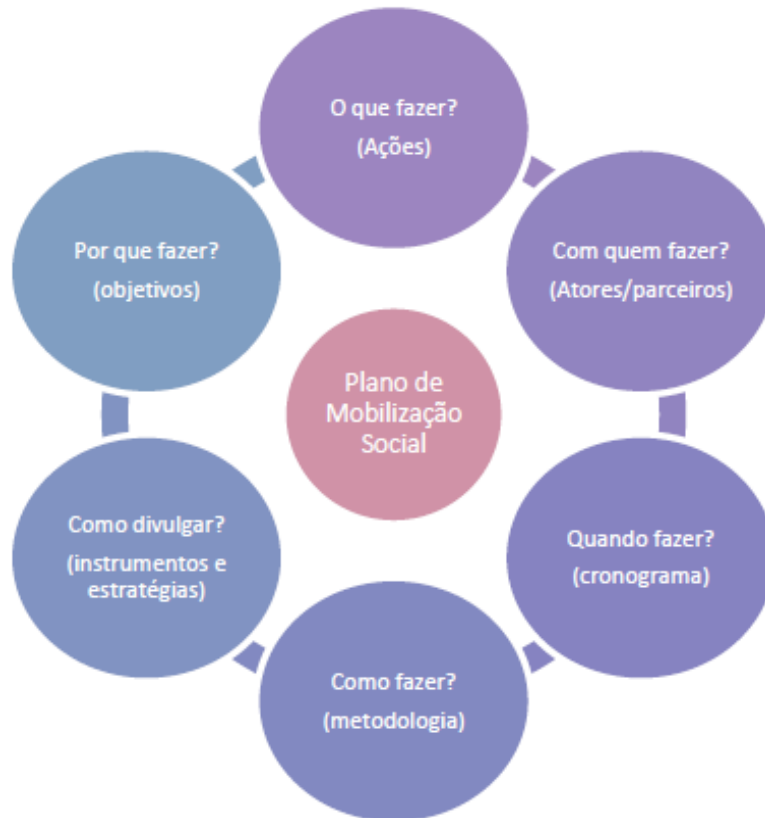 O que fazer?
(Ações)
Com quem fazer?
(Atores/parceiros)
Quando fazer?
(cronograma)
Como fazer?
(metodologia)
Como divulgar?
(instrumentos e
estratégias)
Por que fazer?
(objetivos)
Plano de
Mobilização
Social